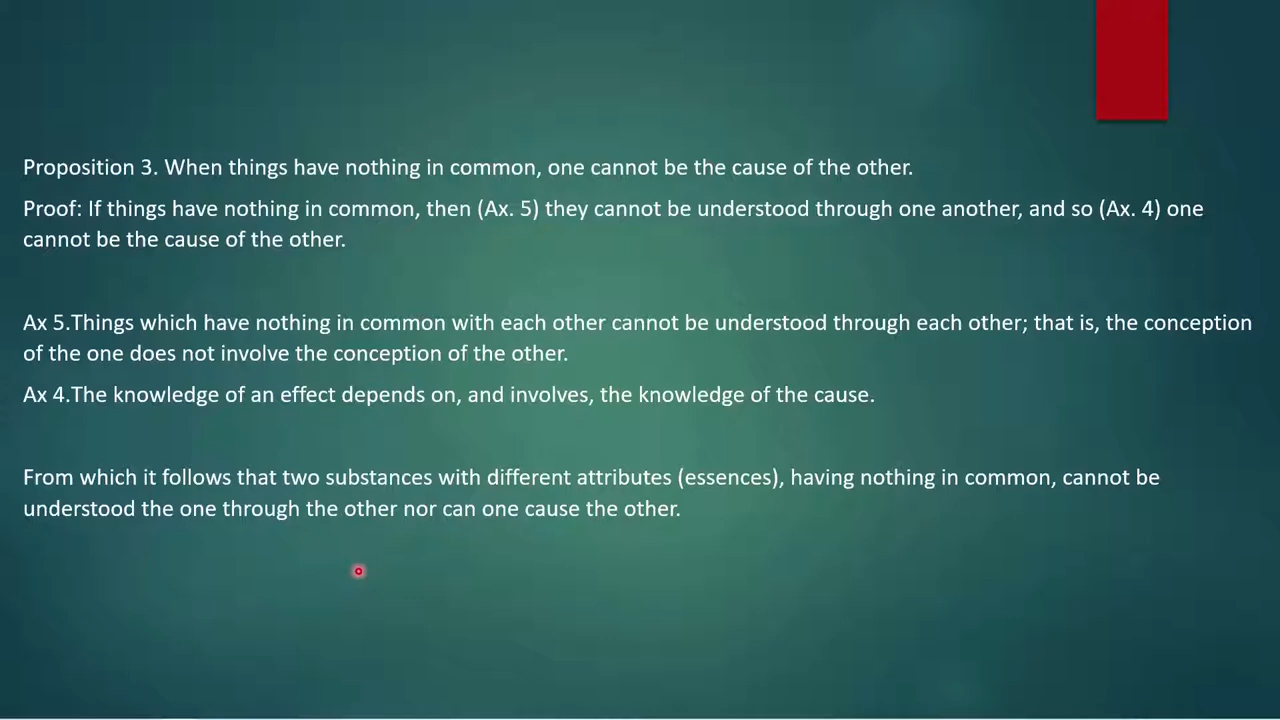 Proposition 3. When things have nothing in common, one cannot be the cause of the other.
Proof: If things have nothing in common, then (Ax. 5) they cannot be understood through one another, and so (Ax. 4) one
cannot be the cause of the other.
Ax 5.Things which have nothing in common with each other cannot be understood through each other; that is, the conception
of the one does not involve the conception of the other.
Ax 4.The knowledge of an effect depends on, and involves, the knowledge of the cause.
From which it follows that two substances with different attributes (essences), having nothing in common, cannot be
understood the one through the other nor can one cause the other.